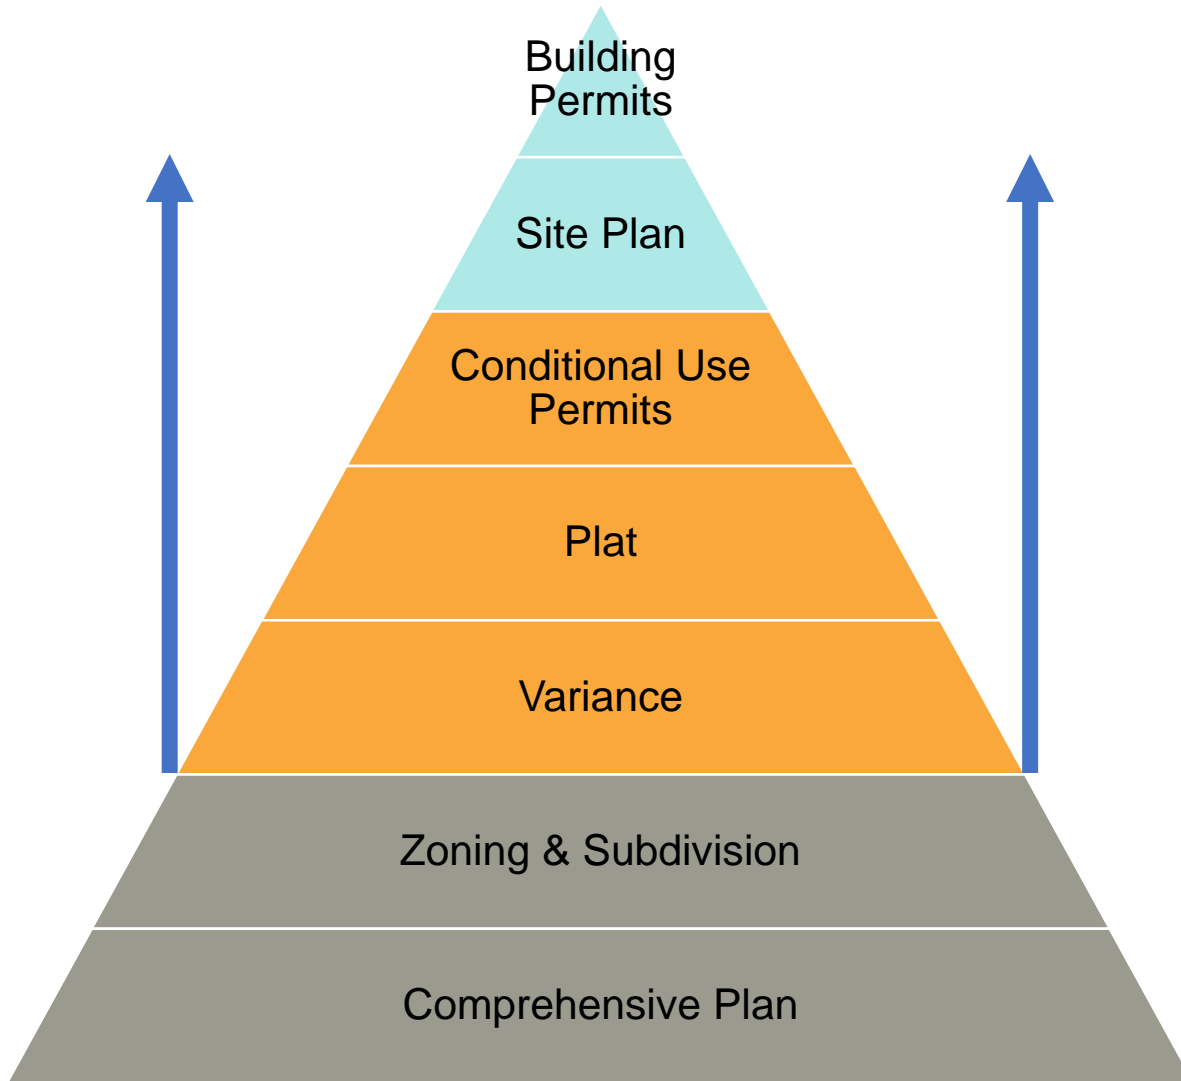 Building
Permits
Site Plan
Conditional Use
Permits
Plat
Variance
Zoning & Subdivision
Comprehensive Plan